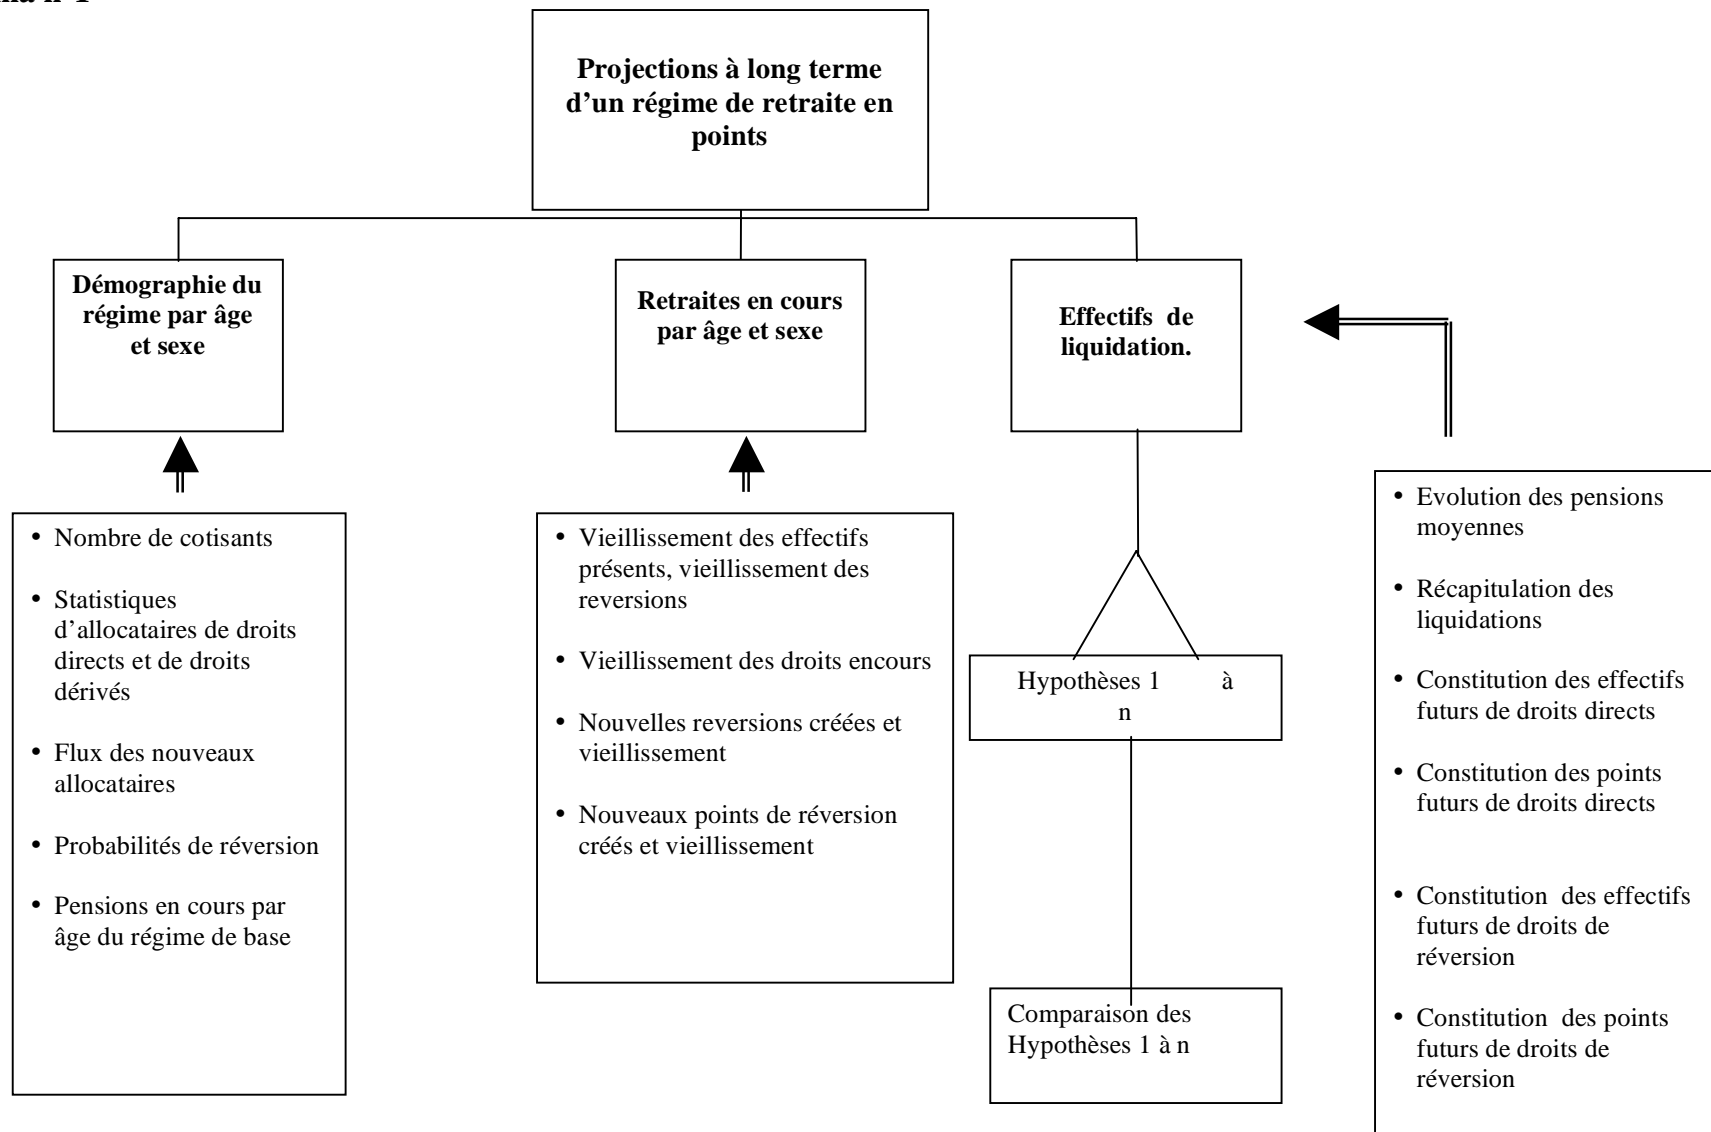 Projections à long terme
d’un régime de retraite en
points
Démographie du
régime par âge
et sexe
Retraites en cours
par âge et sexe
Effectifs de
liquidation.
• Nombre de cotisants
• Statistiques
d’allocataires de droits
directs et de droits
dérivés
• Flux des nouveaux
allocataires
• Probabilités de réversion
• Pensions en cours par
âge du régime de base
• Vieillissement des effectifs
présents, vieillissement des
reversions
• Vieillissement des droits encours
• Nouvelles reversions créées et
vieillissement
• Nouveaux points de réversion
créés et vieillissement
Hypothèses 1 à
n
Comparaison des
Hypothèses 1 à n
• Evolution des pensions
moyennes
• Récapitulation des
liquidations
• Constitution des effectifs
futurs de droits directs
• Constitution des points
futurs de droits directs
• Constitution des effectifs
futurs de droits de
réversion
• Constitution des points
futurs de droits de
réversion